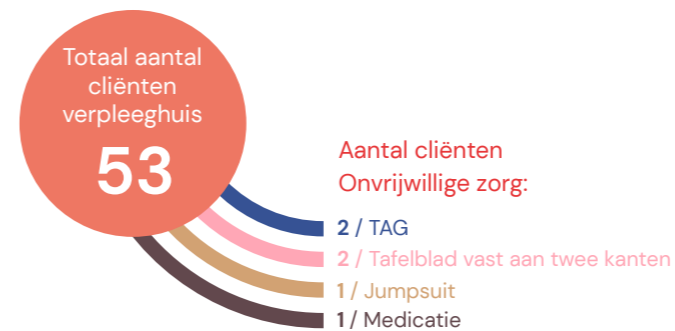 Totaal aantal
cliënten
verpleeghuis
53
Aantal cliënten
Onvrijwillige zorg:
2 / TAG
2 / Tafelblad vast aan twee kanten
1 / Jumpsuit
1 / Medicatie